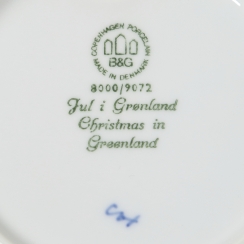 COPENHAGEN PORCELAIN
B&G
MADE IN DENMARK
8000/9072
Jul i Grønland
Christmas in
Greenland